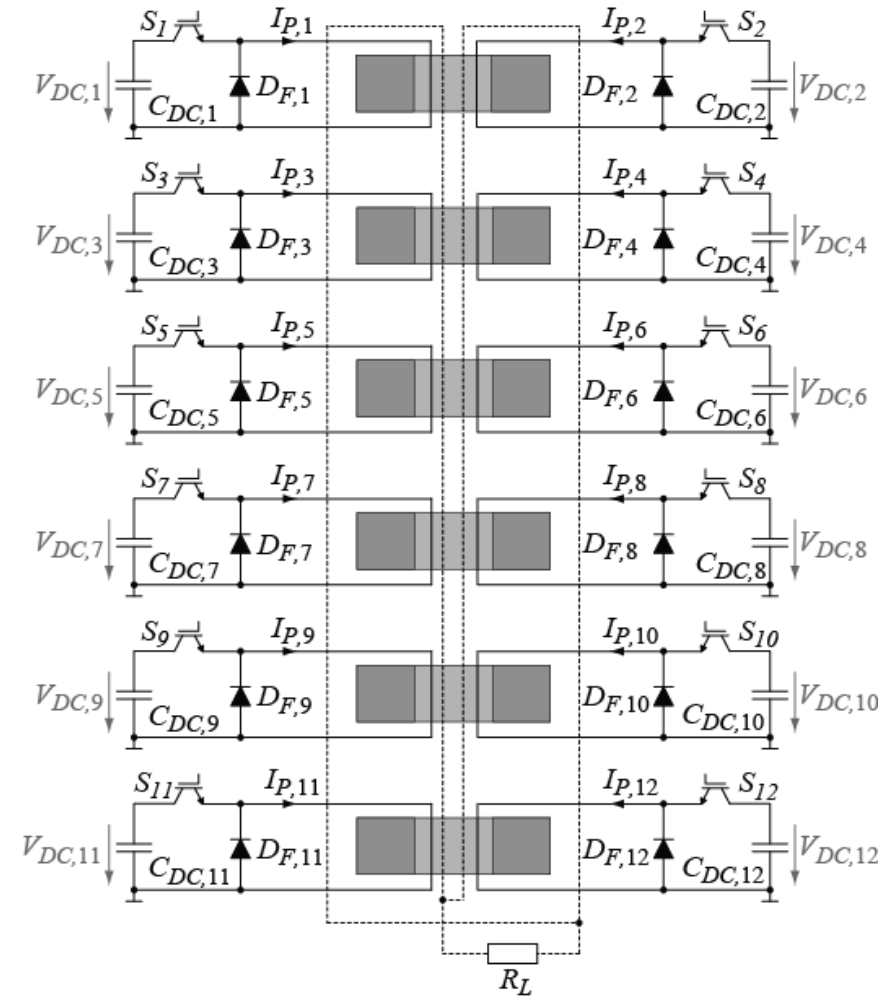 S1 IP,1 IP,2 S2
VDC,1 CDC,1 DF,1 DF,2 CDC,2 VDC,2
S3 IP,3 IP,4 S4
VDC,3 CDC,3 DF,3 DF,4 CDC,4 VDC,4
S5 IP,5 IP,6 S6
VDC,5 CDC,5 DF,5 DF,6 CDC,6 VDC,6
S7 IP,7 IP,8 S8
VDC,7 CDC,7 DF,7 DF,8 CDC,8 VDC,8
S9 IP,9 IP,10 S10
VDC,9 CDC,9 DF,9 DF,10 CDC,10 VDC,10
S11 IP,11 IP,12 S12
VDC,11 CDC,11 DF,11 DF,12 CDC,12 VDC,12
RL